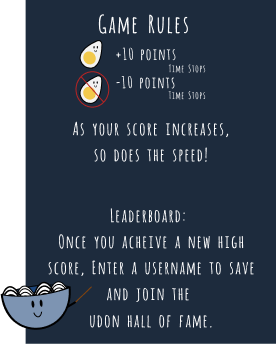 Game Rules
+10 points
Time Stops
-10 points
Time Stops
As your score increases,
so does the speed!
Leaderboard:
Once you acheive a new high
score, Enter a username to save
and join the
udon hall of fame.